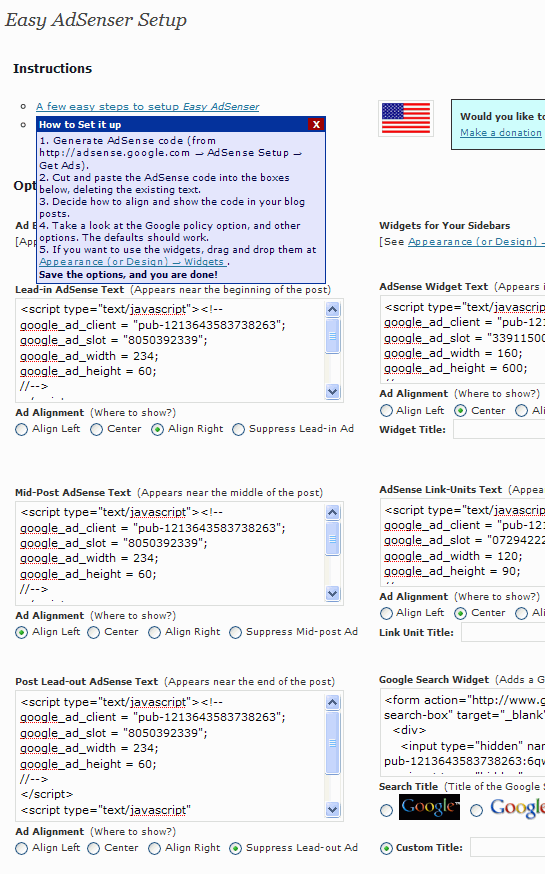 Easy AdSenser Setup
Instructions
A few easy steps to setup Easy AdSenser
How to Set it up X
1. Generate AdSense code (from
http://adsense.google.com → AdSense Setup →
Get Ads).
2. Cut and paste the AdSense code into the boxes
below, deleting the existing text.
3. Decide how to align and show the code in your blog
posts.
4. Take a look at the Google policy option, and other
options. The defaults should work.
5. If you want to use the widgets, drag and drop them at
Appearance (or Design) → Widgets .
Save the options, and you are done!
Would you like to
Make a donation
Opt
Ad B
[App
Lead-in AdSense Text (Appears near the beginning of the post)
<script type="text/javascript"><!--
google_ad_client = "pub-1213643583738263";
google_ad_slot = "8050392339";
google_ad_width = 234;
google_ad_height = 60;
//-->
Ad Alignment (Where to show?)
Align Left Center Align Right Suppress Lead-in Ad
Mid-Post AdSense Text (Appears near the middle of the post)
<script type="text/javascript"><!--
google_ad_client = "pub-1213643583738263";
google_ad_slot = "8050392339";
google_ad_width = 234;
google_ad_height = 60;
//-->
Ad Alignment (Where to show?)
Align Left Center Align Right Suppress Mid-post Ad
Post Lead-out AdSense Text (Appears near the end of the post)
<script type="text/javascript"><!--
google_ad_client = "pub-1213643583738263";
google_ad_slot = "8050392339";
google_ad_width = 234;
google_ad_height = 60;
//-->
</script>
<script type="text/javascript"
Ad Alignment (Where to show?)
Align Left Center Align Right Suppress Lead-out Ad
Widgets for Your Sidebars
[See Appearance (or Design) →
AdSense Widget Text (Appears i
<script type="text/javascrip
google_ad_client = "pub-12
google_ad_slot = "3391150
google_ad_width = 160;
google_ad_height = 600;
Ad Alignment (Where to show?)
Align Left Center Ali
Widget Title:
AdSense Link-Units Text (Appea
<script type="text/javascrip
google_ad_client = "pub-12
google_ad_slot = "07294222
google_ad_width = 120;
google_ad_height = 90;
Ad Alignment (Where to show?)
Align Left Center Ali
Link Unit Title:
Google Search Widget (Adds a G
<form action="http://www.g
search-box" target="_blank"
<div>
<input type="hidden" nam
pub-1213643583738263:6qw
Search Title (Title of the Google S
Google™ Google
Custom Title: